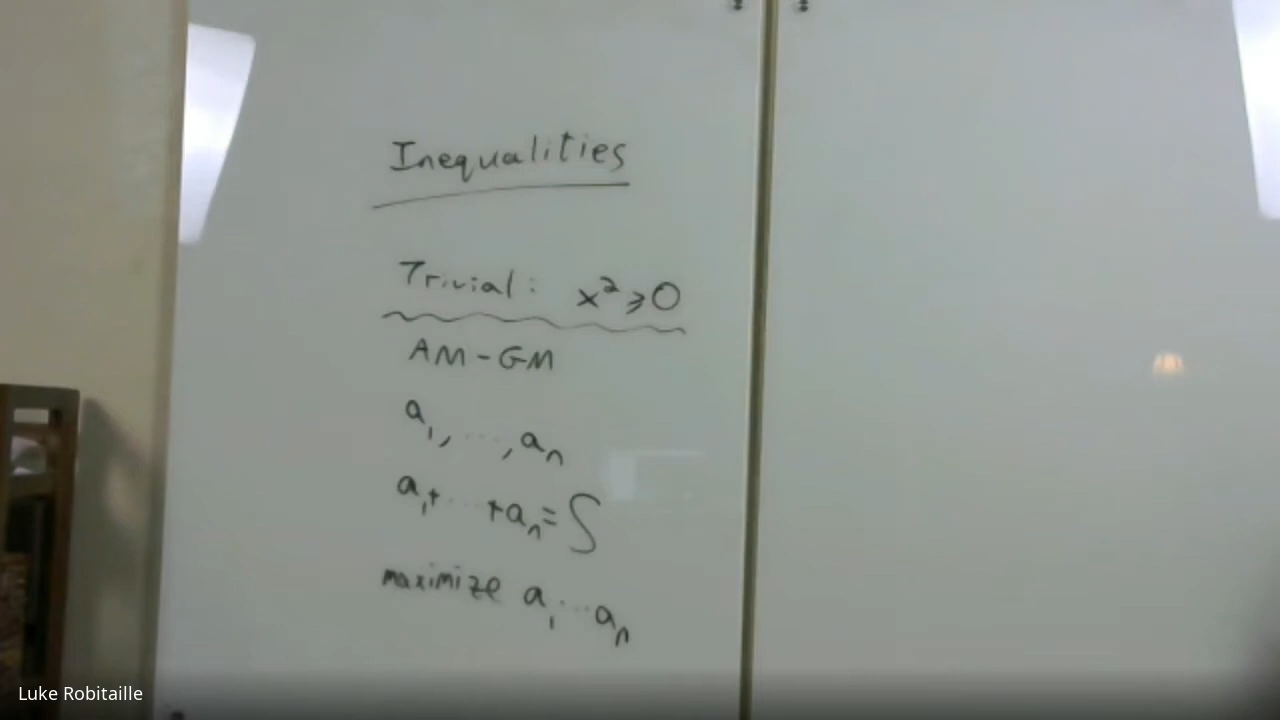 Inequalities
Trivial: x² ≥ 0
AM-GM
a₁, ..., aₙ
a₁+ ... +aₙ = S
maximize a₁...aₙ
Luke Robitaille